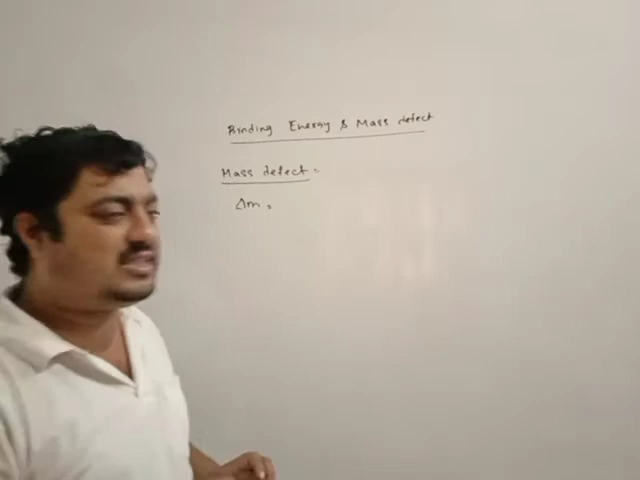 Binding Energy & Mass defect
Mass defect =
Δm =